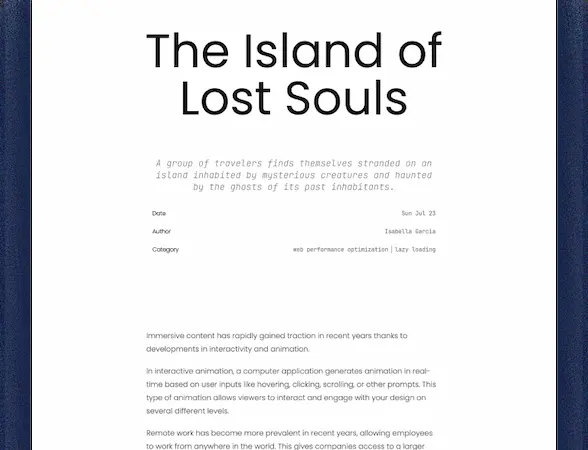 The Island of
Lost Souls
A group of travelers finds themselves stranded on an
island inhabited by mysterious creatures and haunted
by the ghosts of its past inhabitants.
Date Sun Jul 23
Author Isabella Garcia
Category web performance optimization | lazy loading
Immersive content has rapidly gained traction in recent years thanks to
developments in interactivity and animation.
In interactive animation, a computer application generates animation in real-
time based on user inputs like hovering, clicking, scrolling, or other prompts. This
type of animation allows viewers to interact and engage with your design on
several different levels.
Remote work has become more prevalent in recent years, allowing employees
to work from anywhere in the world. This gives companies access to a larger